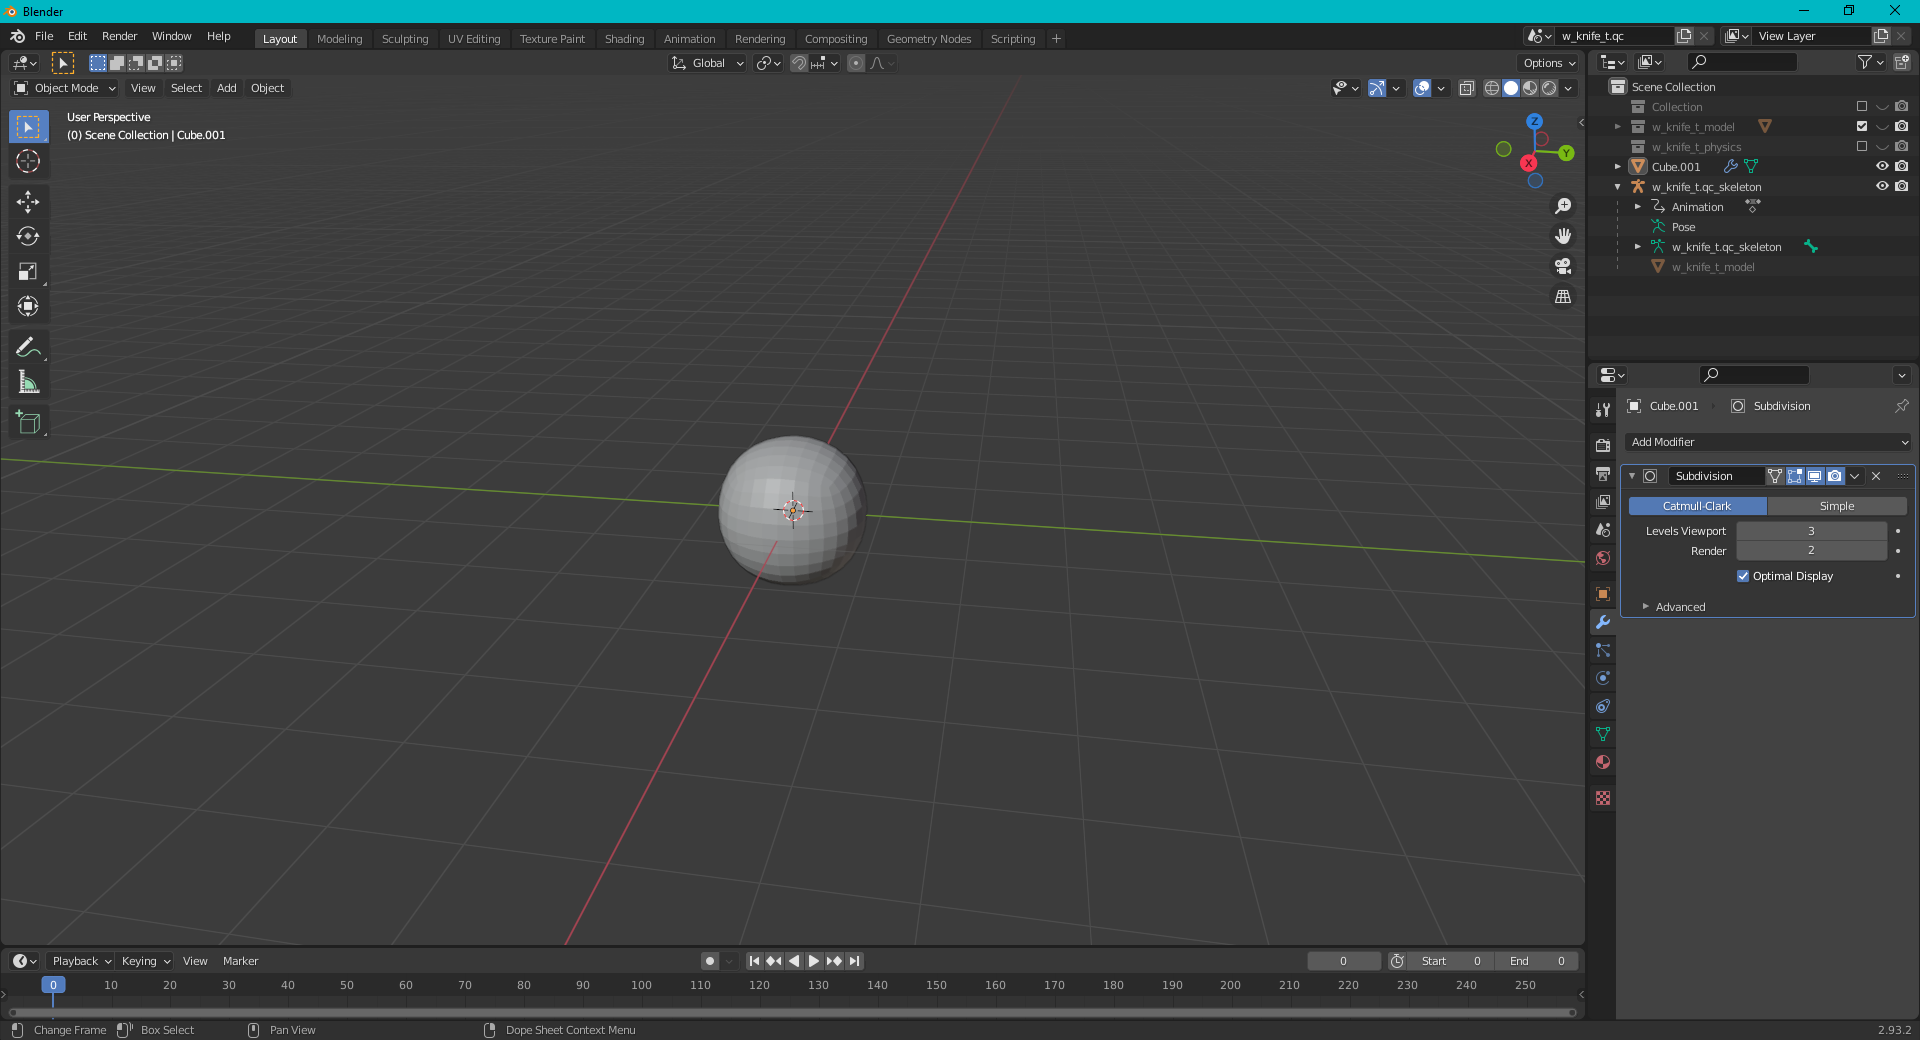 Blender
File Edit Render Window Help Layout Modeling Sculpting UV Editing Texture Paint Shading Animation Rendering Compositing Geometry Nodes Scripting + w_knife_t.qc View Layer
Global Options
Object Mode View Select Add Object
User Perspective
(0) Scene Collection | Cube.001
Z
Y
X
Scene Collection
Collection
w_knife_t_model
w_knife_t_physics
Cube.001
w_knife_t.qc_skeleton
Animation
Pose
w_knife_t.qc_skeleton
w_knife_t_model
Cube.001 Subdivision
Add Modifier
Subdivision
Catmull-Clark Simple
Levels Viewport 3
Render 2
Optimal Display
Advanced
Playback Keying View Marker 0 Start 0 End 0
0 10 20 30 40 50 60 70 80 90 100 110 120 130 140 150 160 170 180 190 200 210 220 230 240 250
Change Frame Box Select Pan View Dope Sheet Context Menu 2.93.2